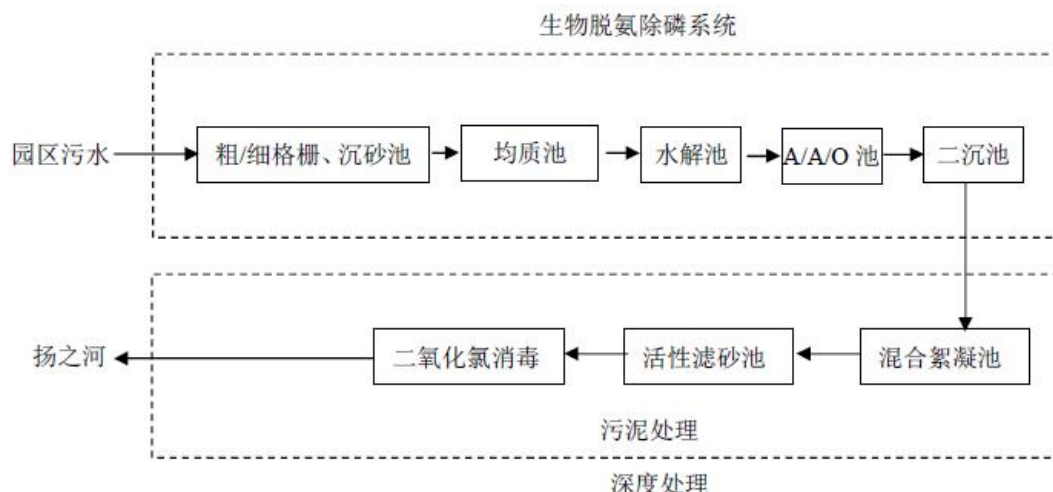 生物脱氨除磷系统
园区污水
粗/细格栅、沉砂池
均质池
水解池
A/A/O 池
二沉池
扬之河
二氧化氯消毒
活性滤砂池
混合絮凝池
污泥处理
深度处理